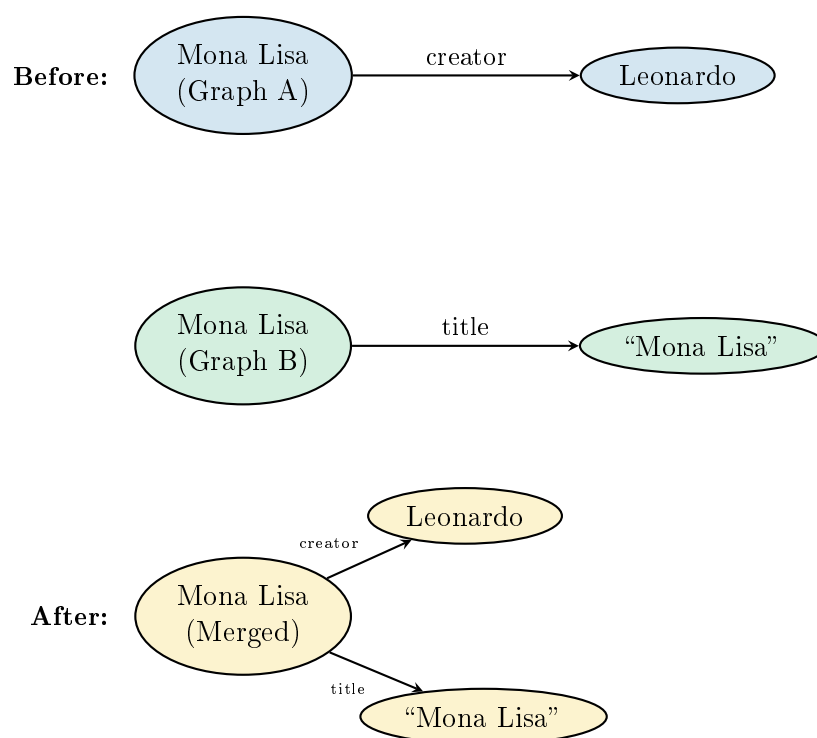 Before:
Mona Lisa
(Graph A)
creator
Leonardo
Mona Lisa
(Graph B)
title
“Mona Lisa”
After:
Mona Lisa
(Merged)
creator
Leonardo
title
“Mona Lisa”